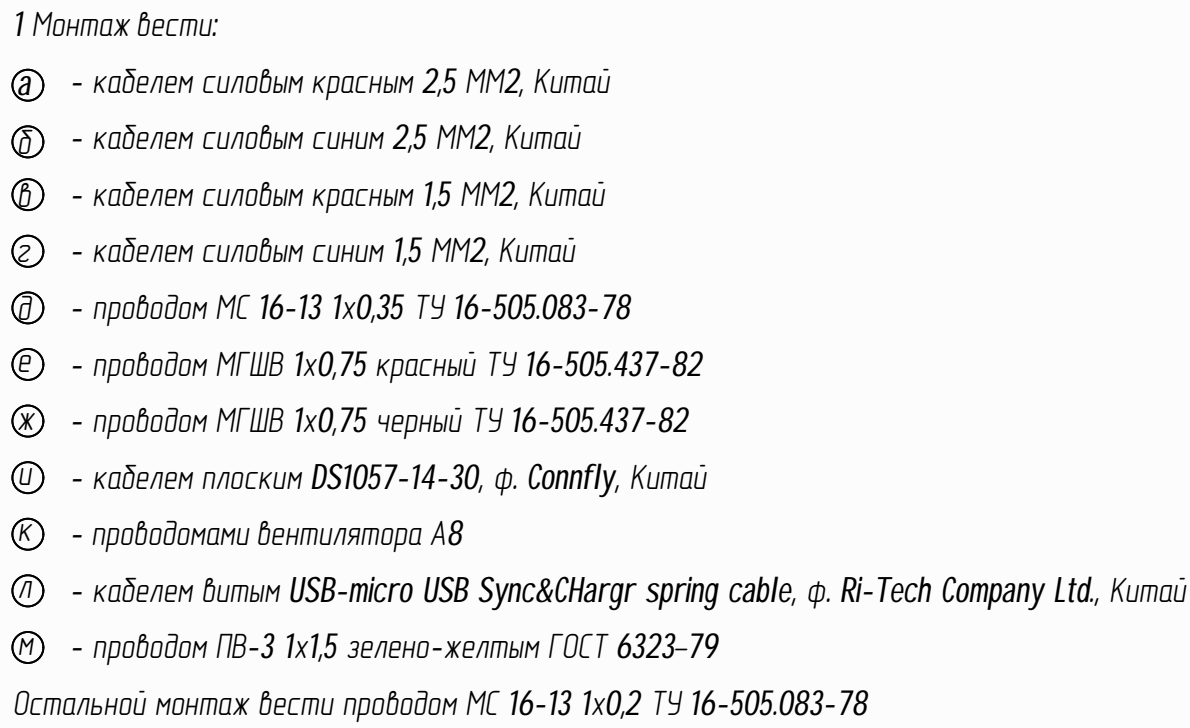 1 Монтаж вести:
а - кабелем силовым красным 2,5 ММ2, Китай
б - кабелем силовым синим 2,5 ММ2, Китай
в - кабелем силовым красным 1,5 ММ2, Китай
г - кабелем силовым синим 1,5 ММ2, Китай
д - проводом МС 16-13 1х0,35 ТУ 16-505.083-78
е - проводом МГШВ 1х0,75 красный ТУ 16-505.437-82
ж - проводом МГШВ 1х0,75 черный ТУ 16-505.437-82
и - кабелем плоским DS1057-14-30, ф. Connfly, Китай
к - проводами вентилятора А8
л - кабелем витым USB-micro USB Sync&CHargr spring cable, ф. Ri-Tech Company Ltd., Китай
м - проводом ПВ-3 1х1,5 зелено-желтым ГОСТ 6323-79
Остальной монтаж вести проводом МС 16-13 1х0,2 ТУ 16-505.083-78